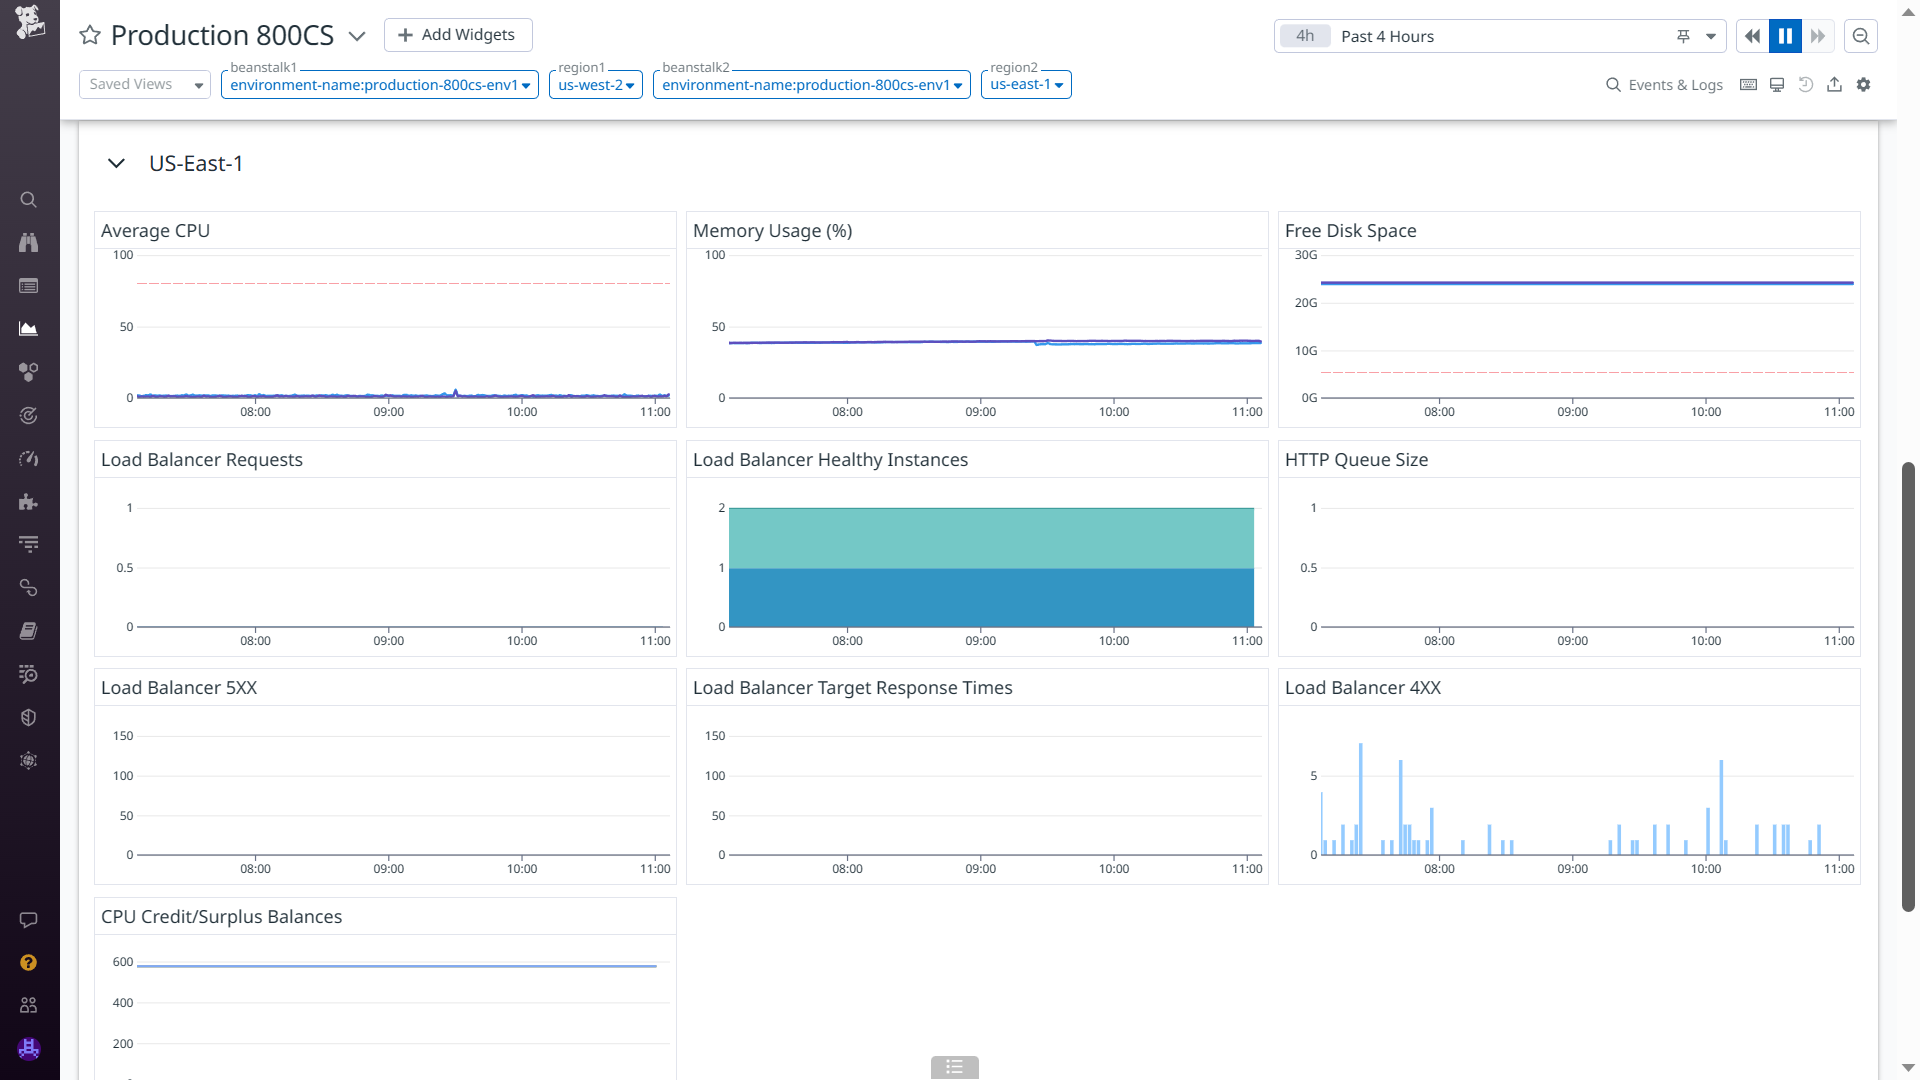 Production 800CS
Add Widgets
4h Past 4 Hours
Saved Views
beanstalk1
environment-name:production-800cs-env1
region1
us-west-2
beanstalk2
environment-name:production-800cs-env1
region2
us-east-1
Events & Logs
US-East-1
Average CPU
100
50
0
08:00 09:00 10:00 11:00
Memory Usage (%)
100
50
0
08:00 09:00 10:00 11:00
Free Disk Space
30G
20G
10G
0G
08:00 09:00 10:00 11:00
Load Balancer Requests
1
0.5
0
08:00 09:00 10:00 11:00
Load Balancer Healthy Instances
2
1
0
08:00 09:00 10:00 11:00
HTTP Queue Size
1
0.5
0
08:00 09:00 10:00 11:00
Load Balancer 5XX
150
100
50
0
08:00 09:00 10:00 11:00
Load Balancer Target Response Times
150
100
50
0
08:00 09:00 10:00 11:00
Load Balancer 4XX
5
0
08:00 09:00 10:00 11:00
CPU Credit/Surplus Balances
600
400
200